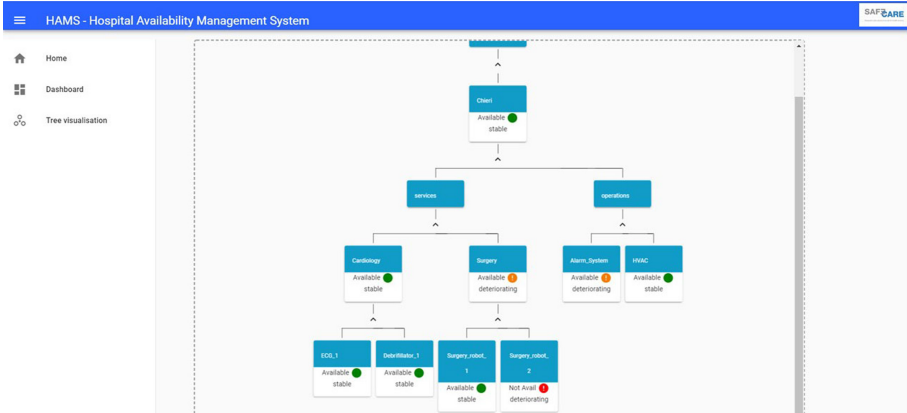 HAMS - Hospital Availability Management System
SAFECARE
Home
Dashboard
Tree visualisation
Chieri
Available
stable
services
operations
Cardiology
Available
stable
Surgery
Available
deteriorating
Alarm_System
Available
deteriorating
HVAC
Available
stable
ECG_1
Available
stable
Debrifillator_1
Available
stable
Surgery_robot_
1
Available
stable
Surgery_robot_
2
Not Avail
deteriorating